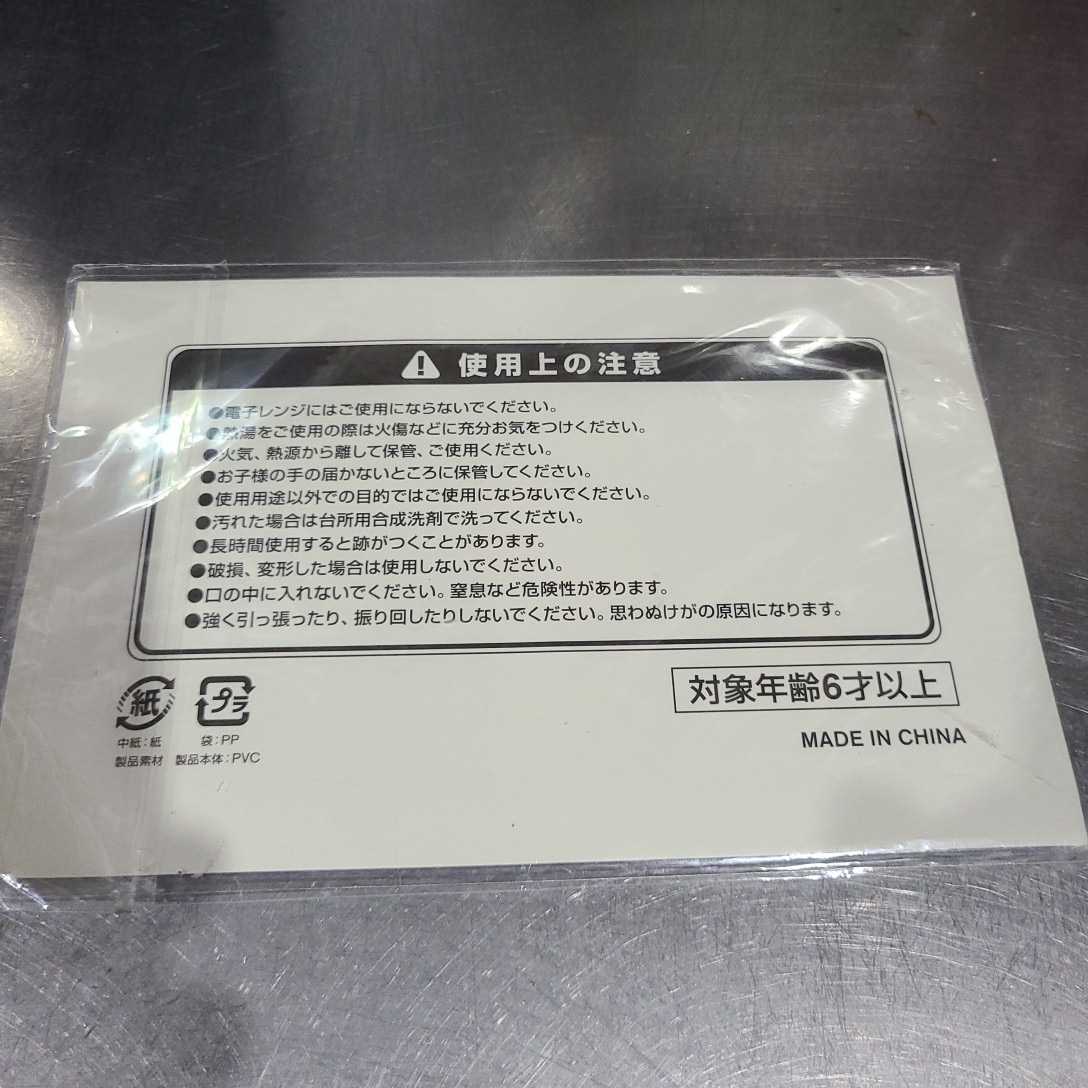 使用上の注意
●電子レンジにはご使用にならないでください。
●熱湯をご使用の際は火傷などに充分お気をつけください。
●火気、熱源から離して保管、ご使用ください。
●お子様の手の届かないところに保管してください。
●使用用途以外での目的ではご使用にならないでください。
●汚れた場合は台所用合成洗剤で洗ってください。
●長時間使用すると跡がつくことがあります。
●破損、変形した場合は使用しないでください。
●口の中に入れないでください。窒息など危険性があります。
●強く引っ張ったり、振り回したりしないでください。思わぬけがの原因になります。
対象年齢6才以上
MADE IN CHINA
紙 プラ
中紙:紙 袋:PP
製品素材 製品本体:PVC